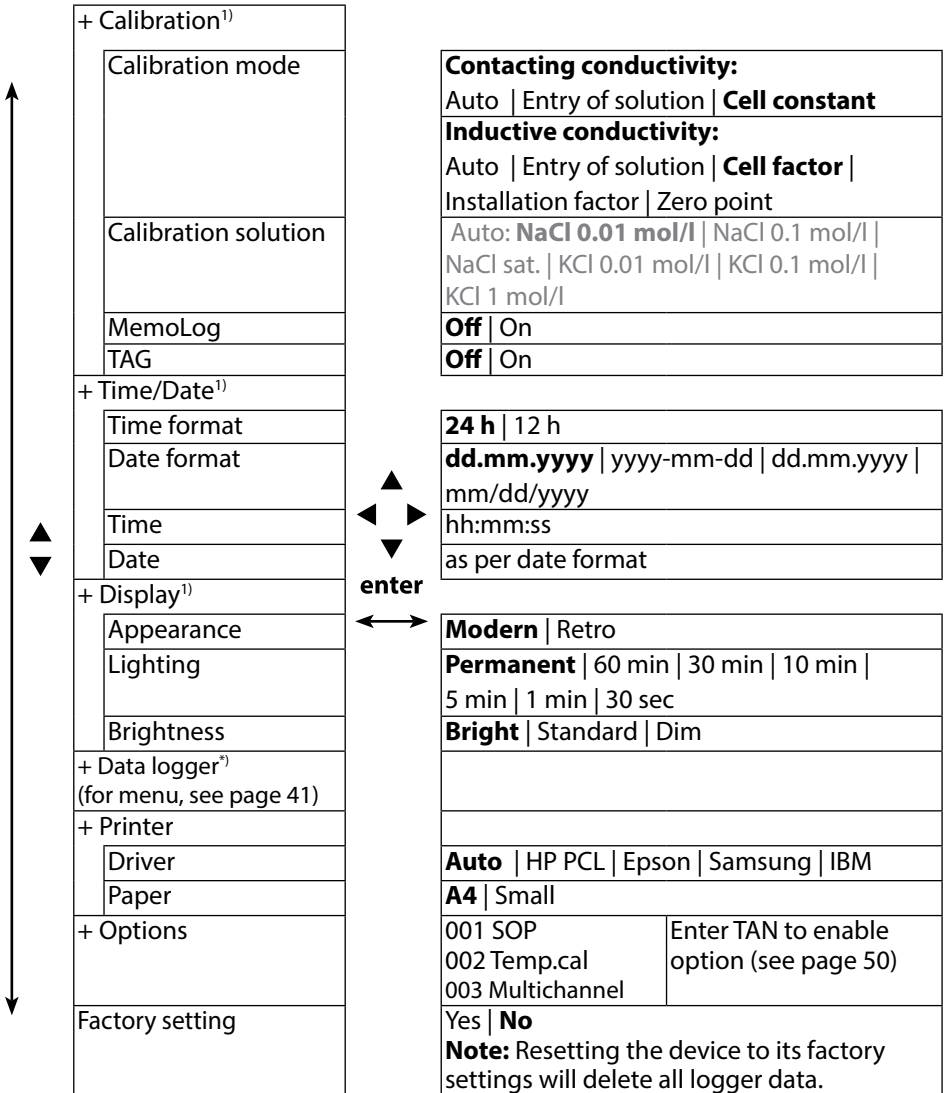 + Calibration1)
Calibration mode
Contacting conductivity:
Auto | Entry of solution | Cell constant
Inductive conductivity:
Auto | Entry of solution | Cell factor |
Installation factor | Zero point
Calibration solution
Auto: NaCl 0.01 mol/l | NaCl 0.1 mol/l |
NaCl sat. | KCl 0.01 mol/l | KCl 0.1 mol/l |
KCl 1 mol/l
MemoLog
Off | On
TAG
Off | On
+ Time/Date1)
Time format
24 h | 12 h
Date format
dd.mm.yyyy | yyyy-mm-dd | dd.mm.yyyy |
mm/dd/yyyy
Time
hh:mm:ss
Date
as per date format
enter
+ Display1)
Appearance
Modern | Retro
Lighting
Permanent | 60 min | 30 min | 10 min |
5 min | 1 min | 30 sec
Brightness
Bright | Standard | Dim
+ Data logger*)
(for menu, see page 41)
+ Printer
Driver
Auto | HP PCL | Epson | Samsung | IBM
Paper
A4 | Small
+ Options
001 SOP
002 Temp.cal
003 Multichannel
Enter TAN to enable
option (see page 50)
Factory setting
Yes | No
Note: Resetting the device to its factory
settings will delete all logger data.